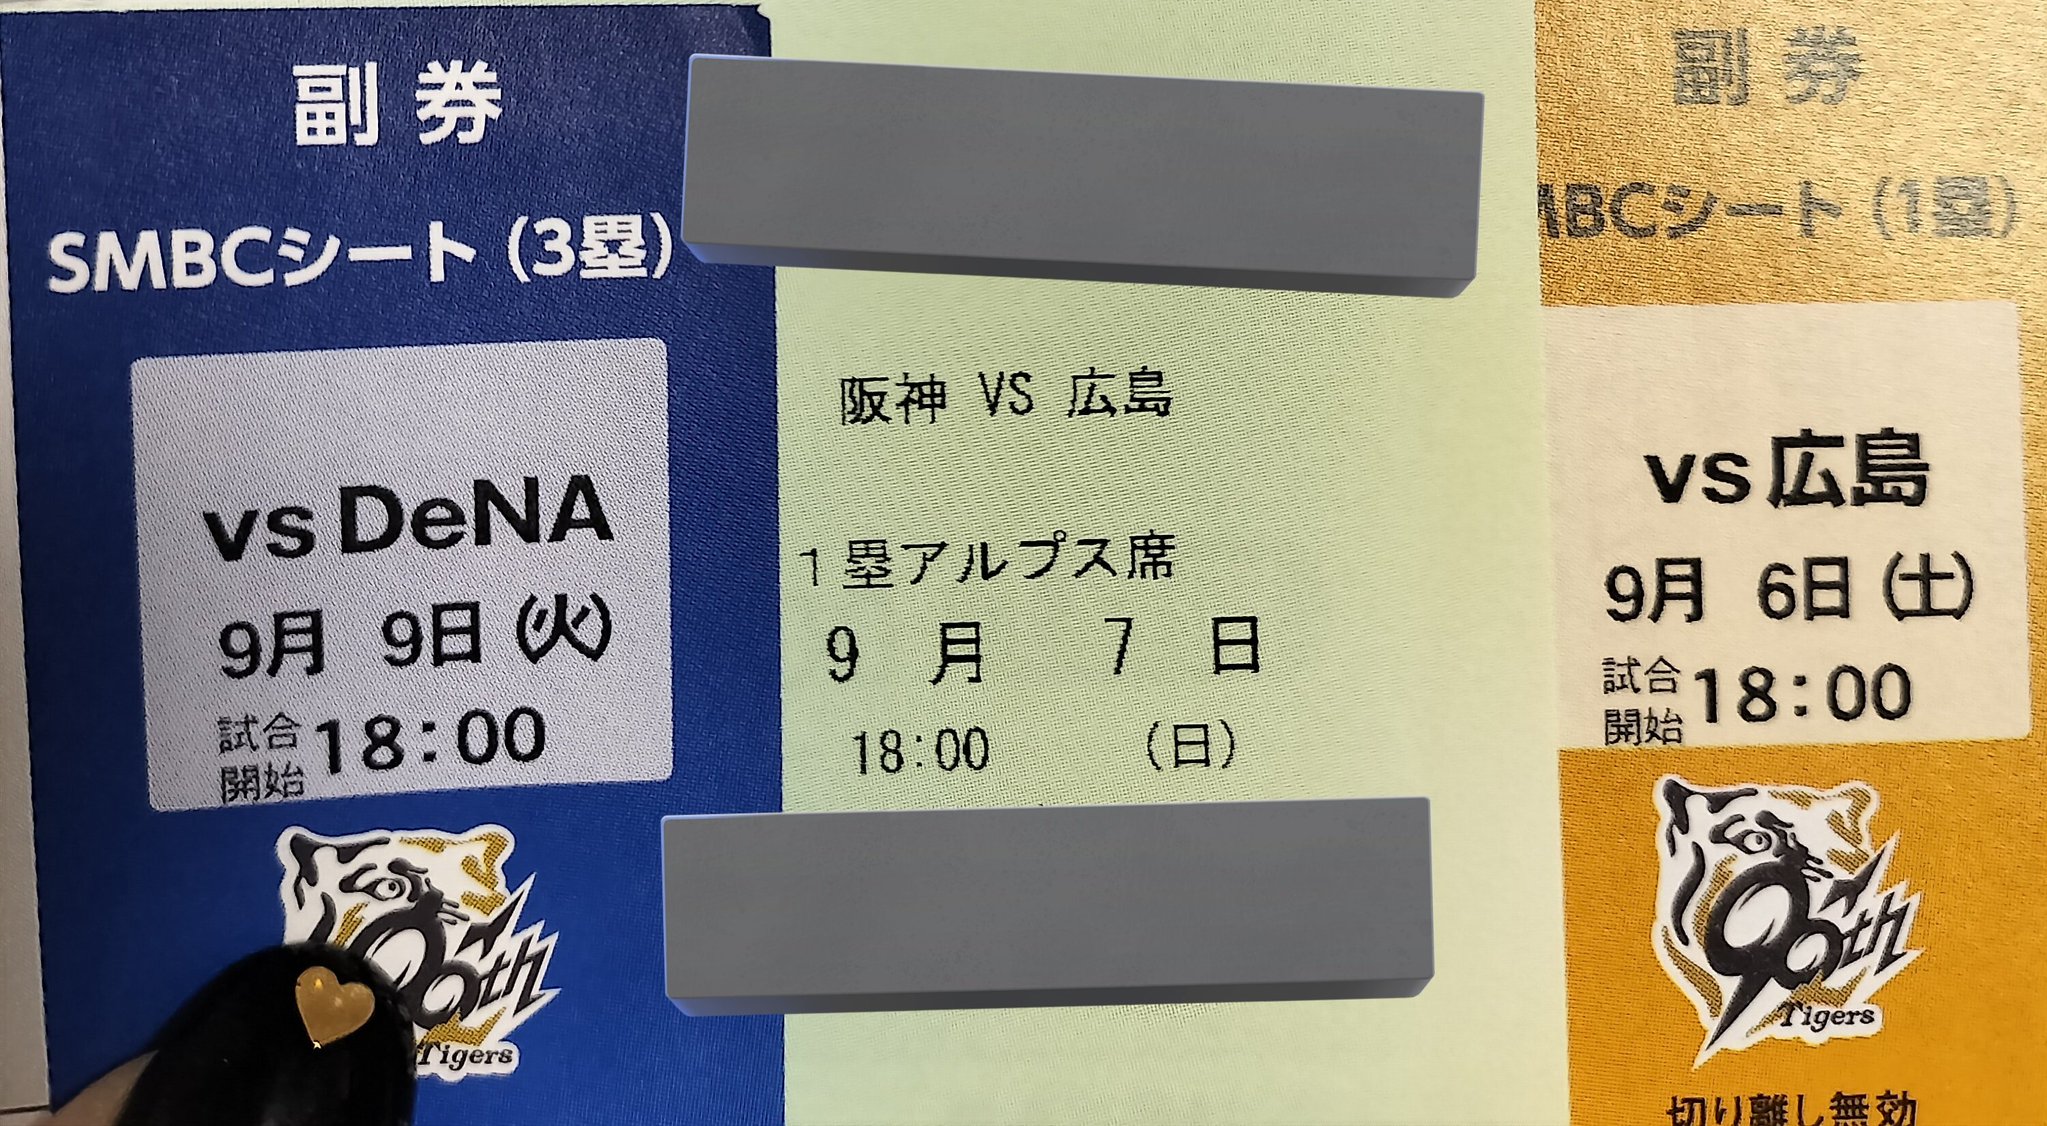 副券
SMBCシート(3塁)
vs DeNA
9月 9日(火)
試合開始 18:00
90th
Tigers
阪神 VS 広島
1塁アルプス席
9 月 7 日
18:00 (日)
副券
MBCシート(1塁)
vs 広島
9月 6日(土)
試合開始 18:00
90th
Tigers
切り離し無効